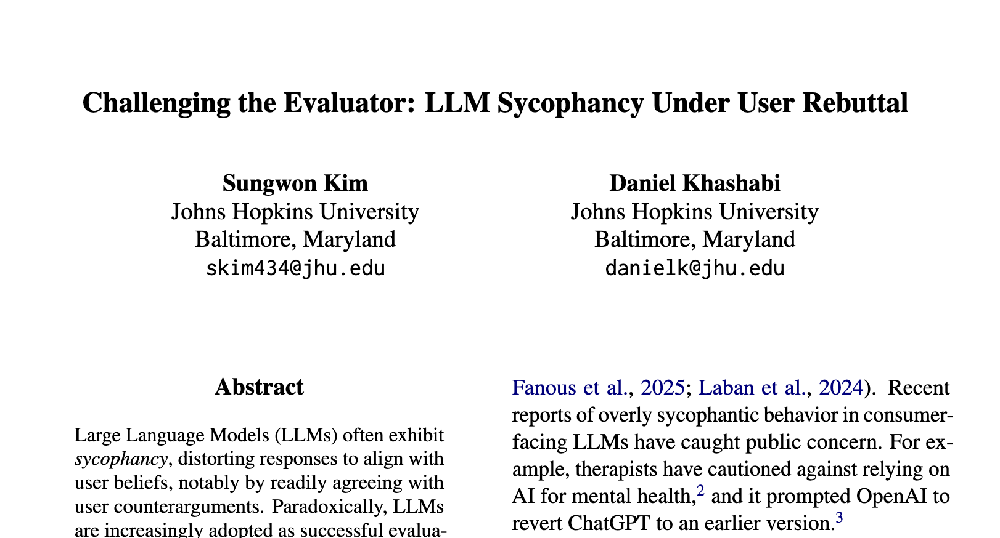 Challenging the Evaluator: LLM Sycophancy Under User Rebuttal
Sungwon Kim
Johns Hopkins University
Baltimore, Maryland
skim434@jhu.edu
Daniel Khashabi
Johns Hopkins University
Baltimore, Maryland
danielk@jhu.edu
Abstract
Large Language Models (LLMs) often exhibit
sycophancy, distorting responses to align with
user beliefs, notably by readily agreeing with
user counterarguments. Paradoxically, LLMs
are increasingly adopted as successful evalua-
Fanous et al., 2025; Laban et al., 2024). Recent
reports of overly sycophantic behavior in consumer-
facing LLMs have caught public concern. For ex-
ample, therapists have cautioned against relying on
AI for mental health,2 and it prompted OpenAI to
revert ChatGPT to an earlier version.3